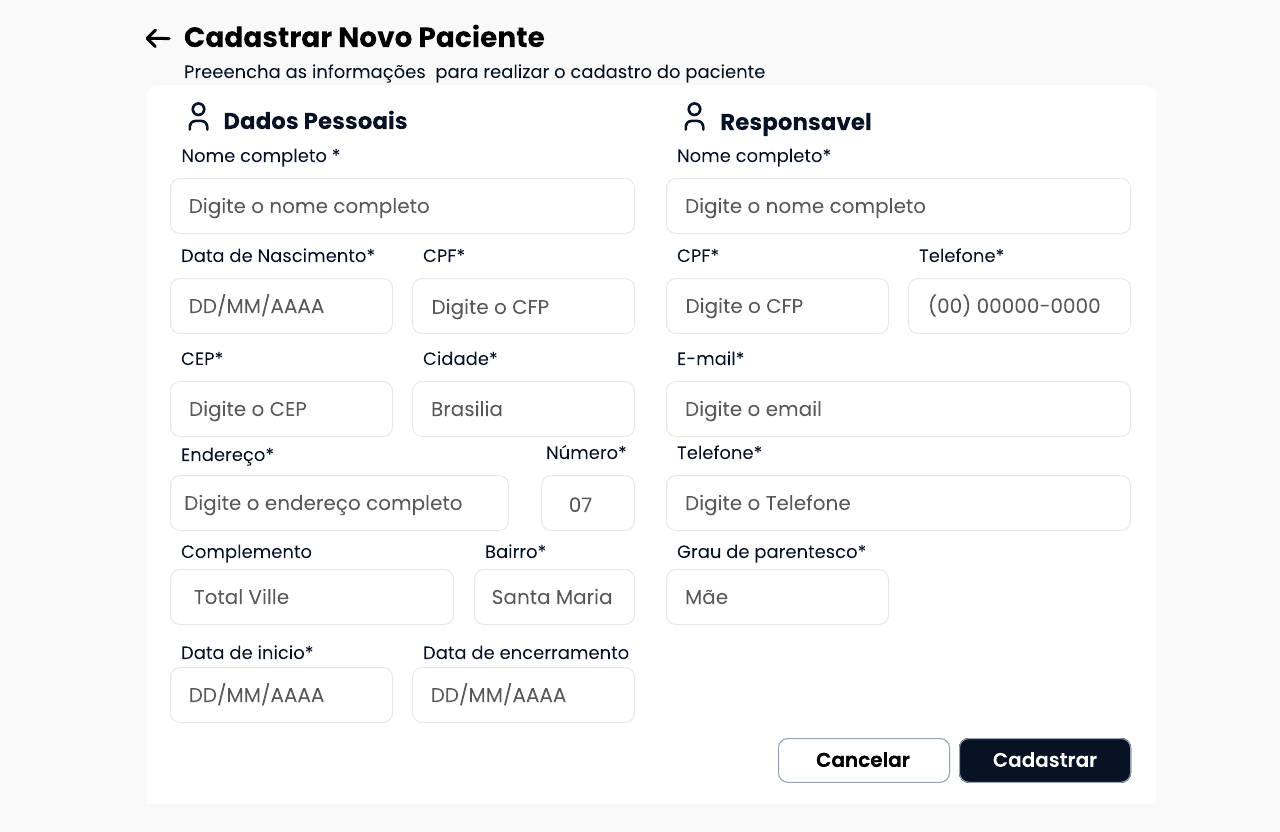 Cadastrar Novo Paciente
Preeencha as informações para realizar o cadastro do paciente
Dados Pessoais
Nome completo *
Digite o nome completo
Data de Nascimento* CPF*
DD/MM/AAAA Digite o CFP
CEP* Cidade*
Digite o CEP Brasilia
Endereço* Número*
Digite o endereço completo 07
Complemento Bairro*
Total Ville Santa Maria
Data de inicio* Data de encerramento
DD/MM/AAAA DD/MM/AAAA
Responsavel
Nome completo*
Digite o nome completo
CPF* Telefone*
Digite o CFP (00) 00000-0000
E-mail*
Digite o email
Telefone*
Digite o Telefone
Grau de parentesco*
Mãe
Cancelar Cadastrar